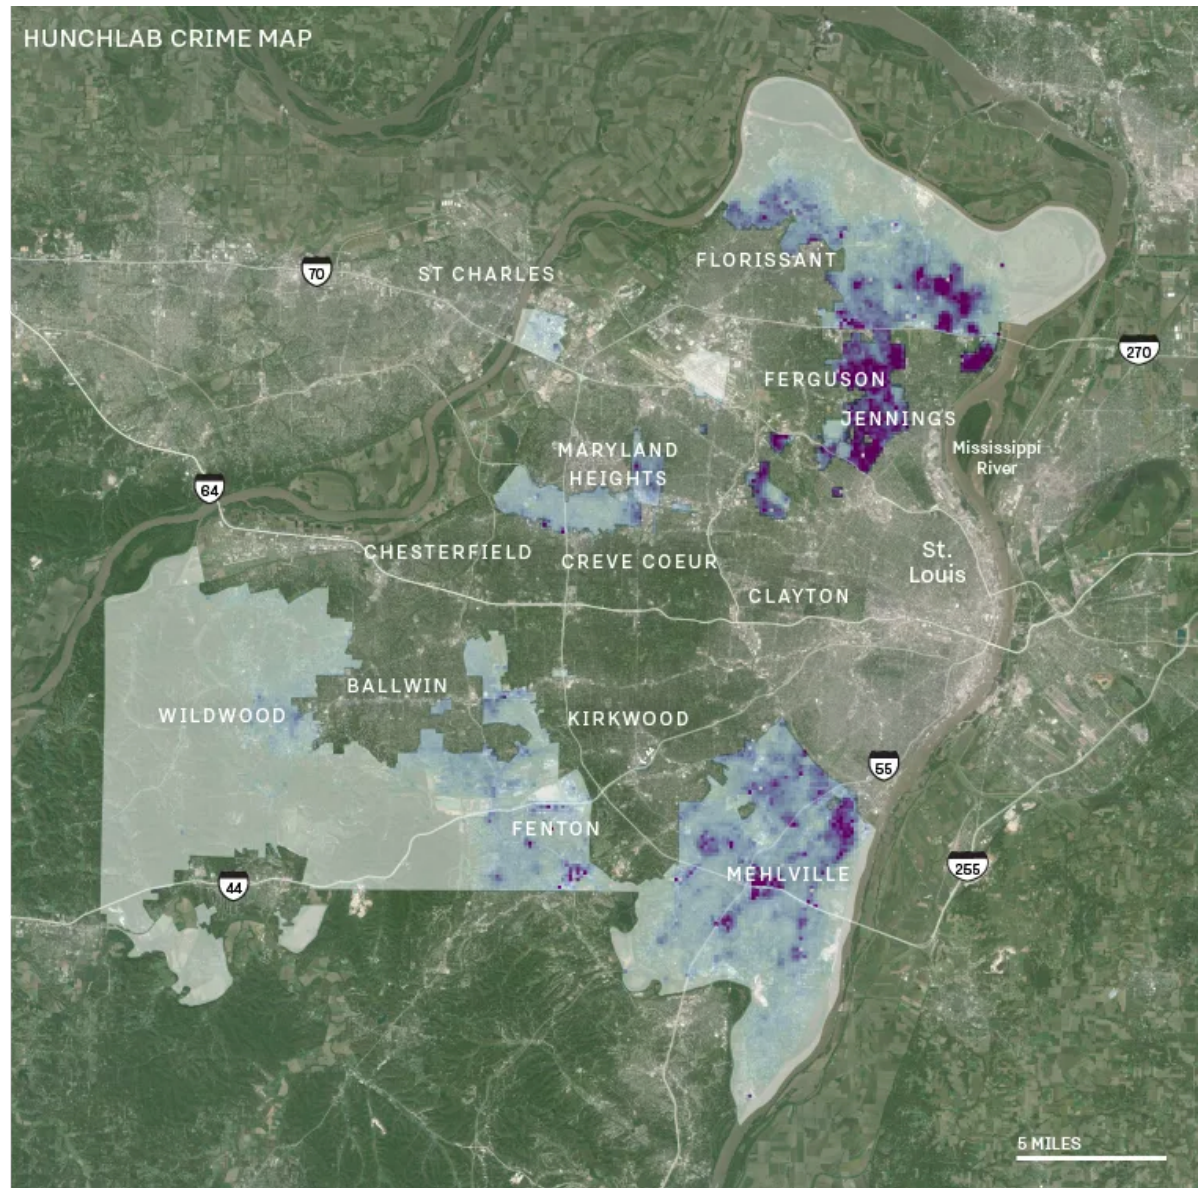 HUNCHLAB CRIME MAP
FLORISSANT
70
ST CHARLES
270
FERGUSON
JENNINGS
MARYLAND
HEIGHTS
Mississippi
River
64
CHESTERFIELD
CREVE COEUR
St.
Louis
CLAYTON
BALLWIN
WILDWOOD
KIRKWOOD
I-44
55
FENTON
MEHLVILLE
255
44
5 MILES